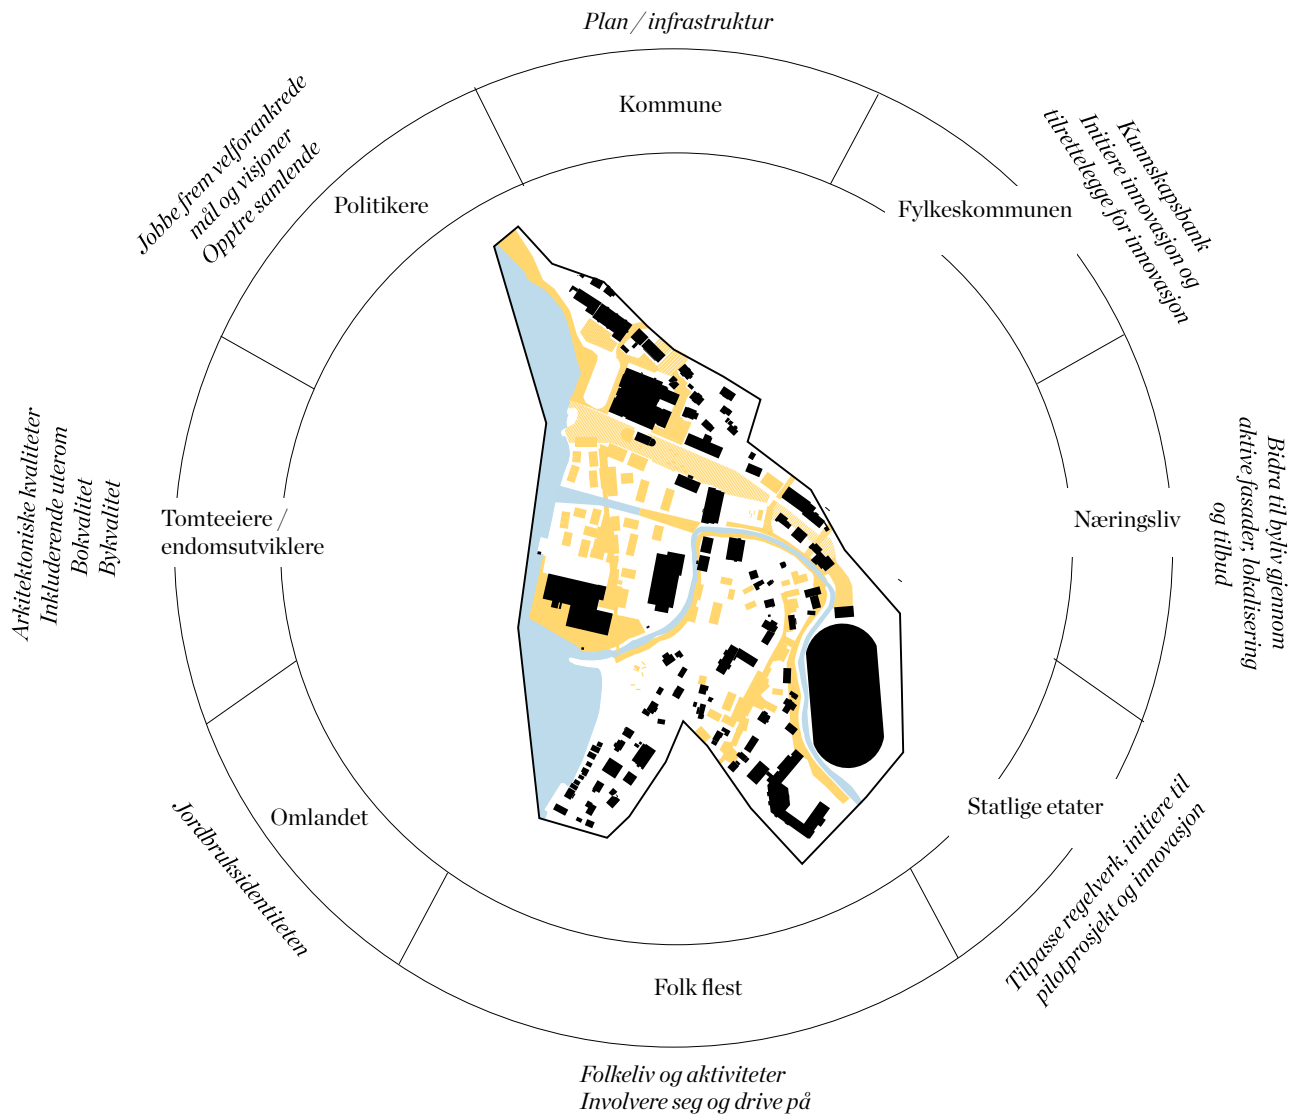 Plan / infrastruktur
Kommune
Kunnskapsbank
Initiere innovasjon og
tilrettelegge for innovasjon
Fylkeskommunen
Bidra til byliv gjennom
aktive fasader, lokalisering
og tilbud
Næringsliv
Statlige etater
Tilpasse regelverk, initiere til
pilotprosjekt og innovasjon
Folk flest
Folkeliv og aktiviteter
Involvere seg og drive på
Omlandet
Jordbruksidentiteten
Tomteeiere /
endomsutviklere
Arkitektoniske kvaliteter
Inkluderende uterom
Bokvalitet
Bykvalitet
Politikere
Jobbe frem velforankrede
mål og visjoner
Opptre samlende